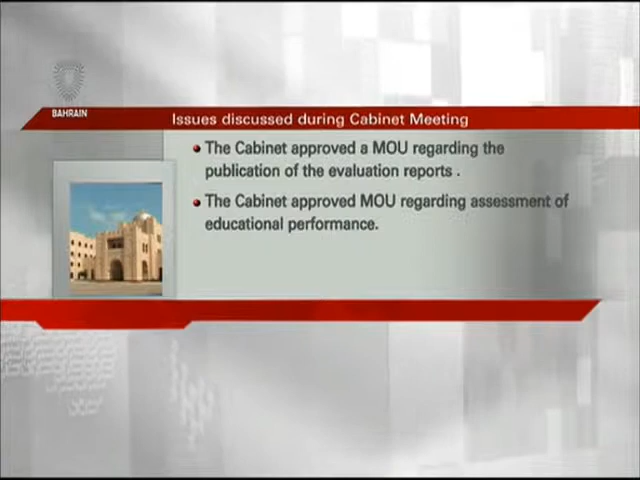 BAHRAIN
Issues discussed during Cabinet Meeting
The Cabinet approved a MOU regarding the
publication of the evaluation reports .
The Cabinet approved MOU regarding assessment of
educational performance.